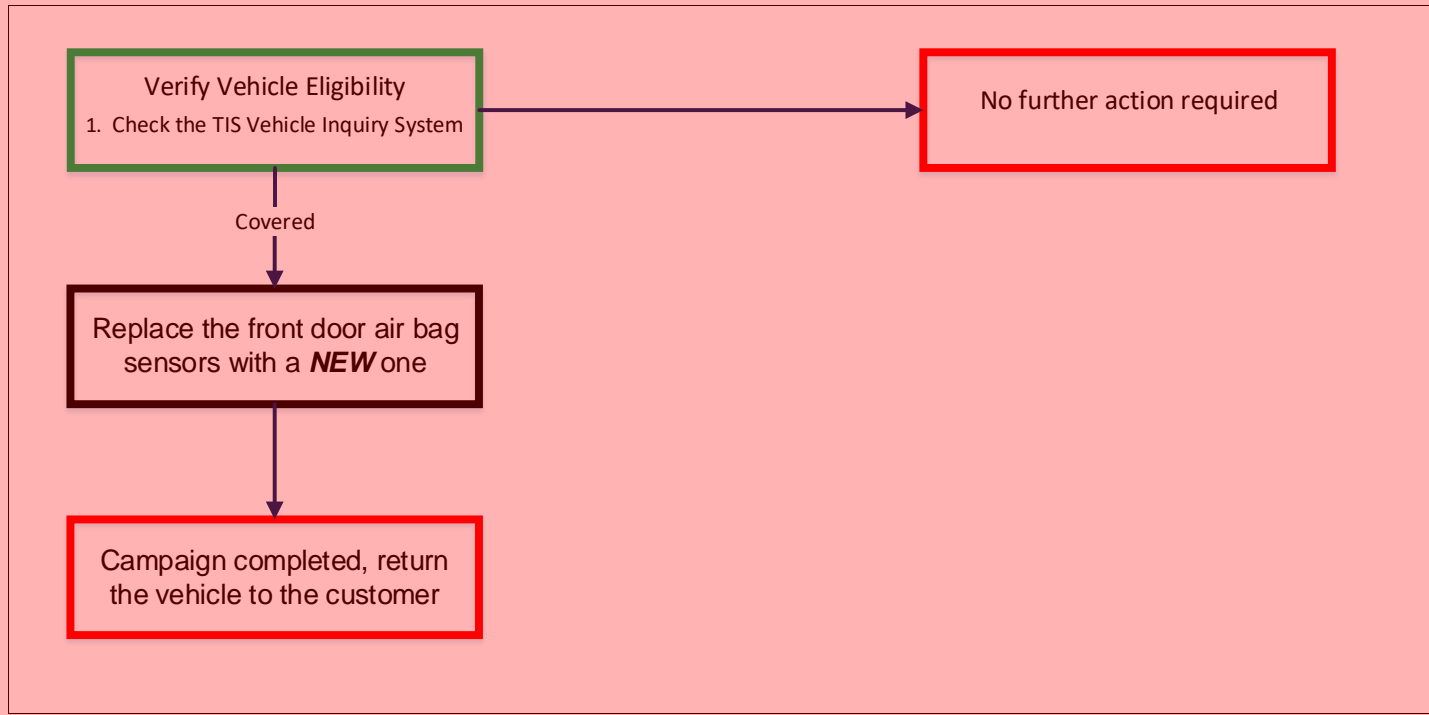 Verify Vehicle Eligibility
1. Check the TIS Vehicle Inquiry System
No further action required
Covered
Replace the front door air bag
sensors with a NEW one
Campaign completed, return
the vehicle to the customer